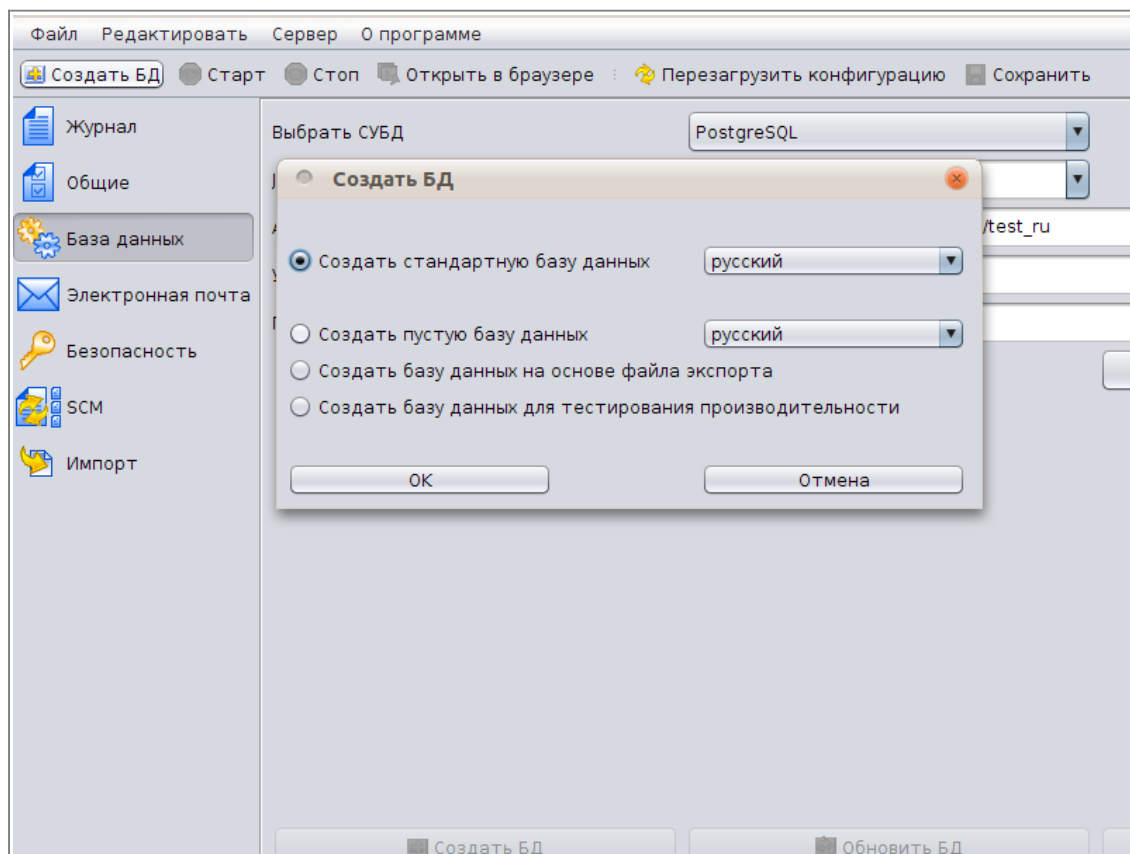 Файл Редактировать Сервер О программе
Создать БД Старт Стоп Открыть в браузере Перезагрузить конфигурацию Сохранить
Журнал
Общие
База данных
Электронная почта
Безопасность
SCM
Импорт
Выбрать СУБД PostgreSQL
/test_ru
Создать БД
Создать стандартную базу данных русский
Создать пустую базу данных русский
Создать базу данных на основе файла экспорта
Создать базу данных для тестирования производительности
OK Отмена
Создать БД Обновить БД